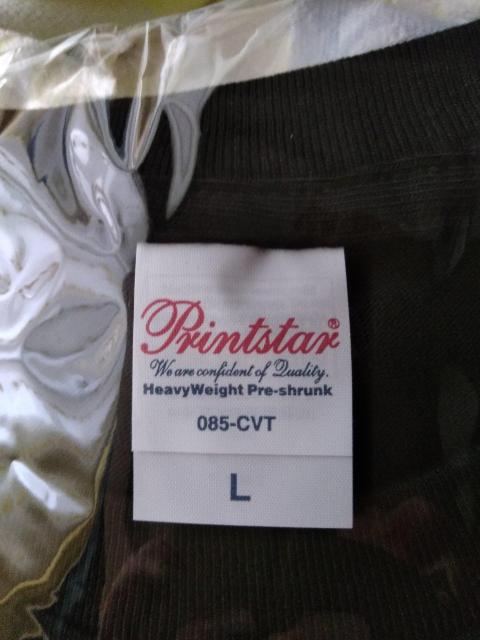 Printstar®
We are confident of Quality.
HeavyWeight Pre-shrunk
085-CVT
L